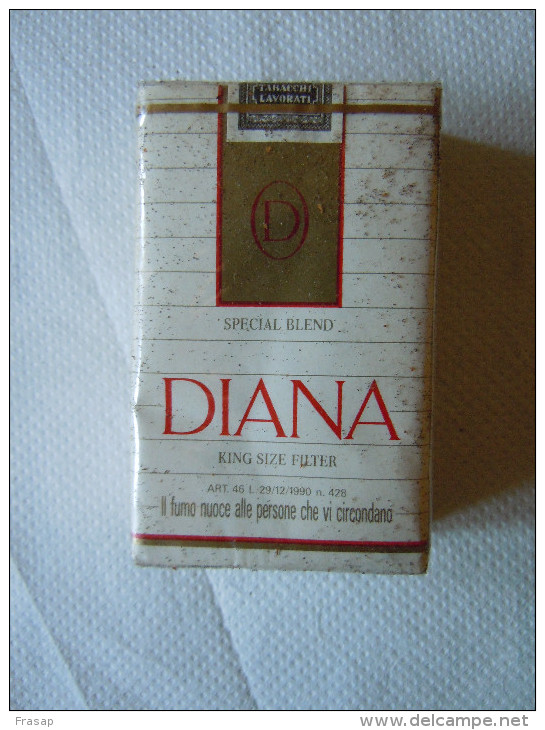 TABACCHI
LAVORATI
D
SPECIAL BLEND
DIANA
KING SIZE FILTER
ART. 46 L. 29/12/1990 n. 428
Il fumo nuoce alle persone che vi circondano
Frasap
www.delcampe.net